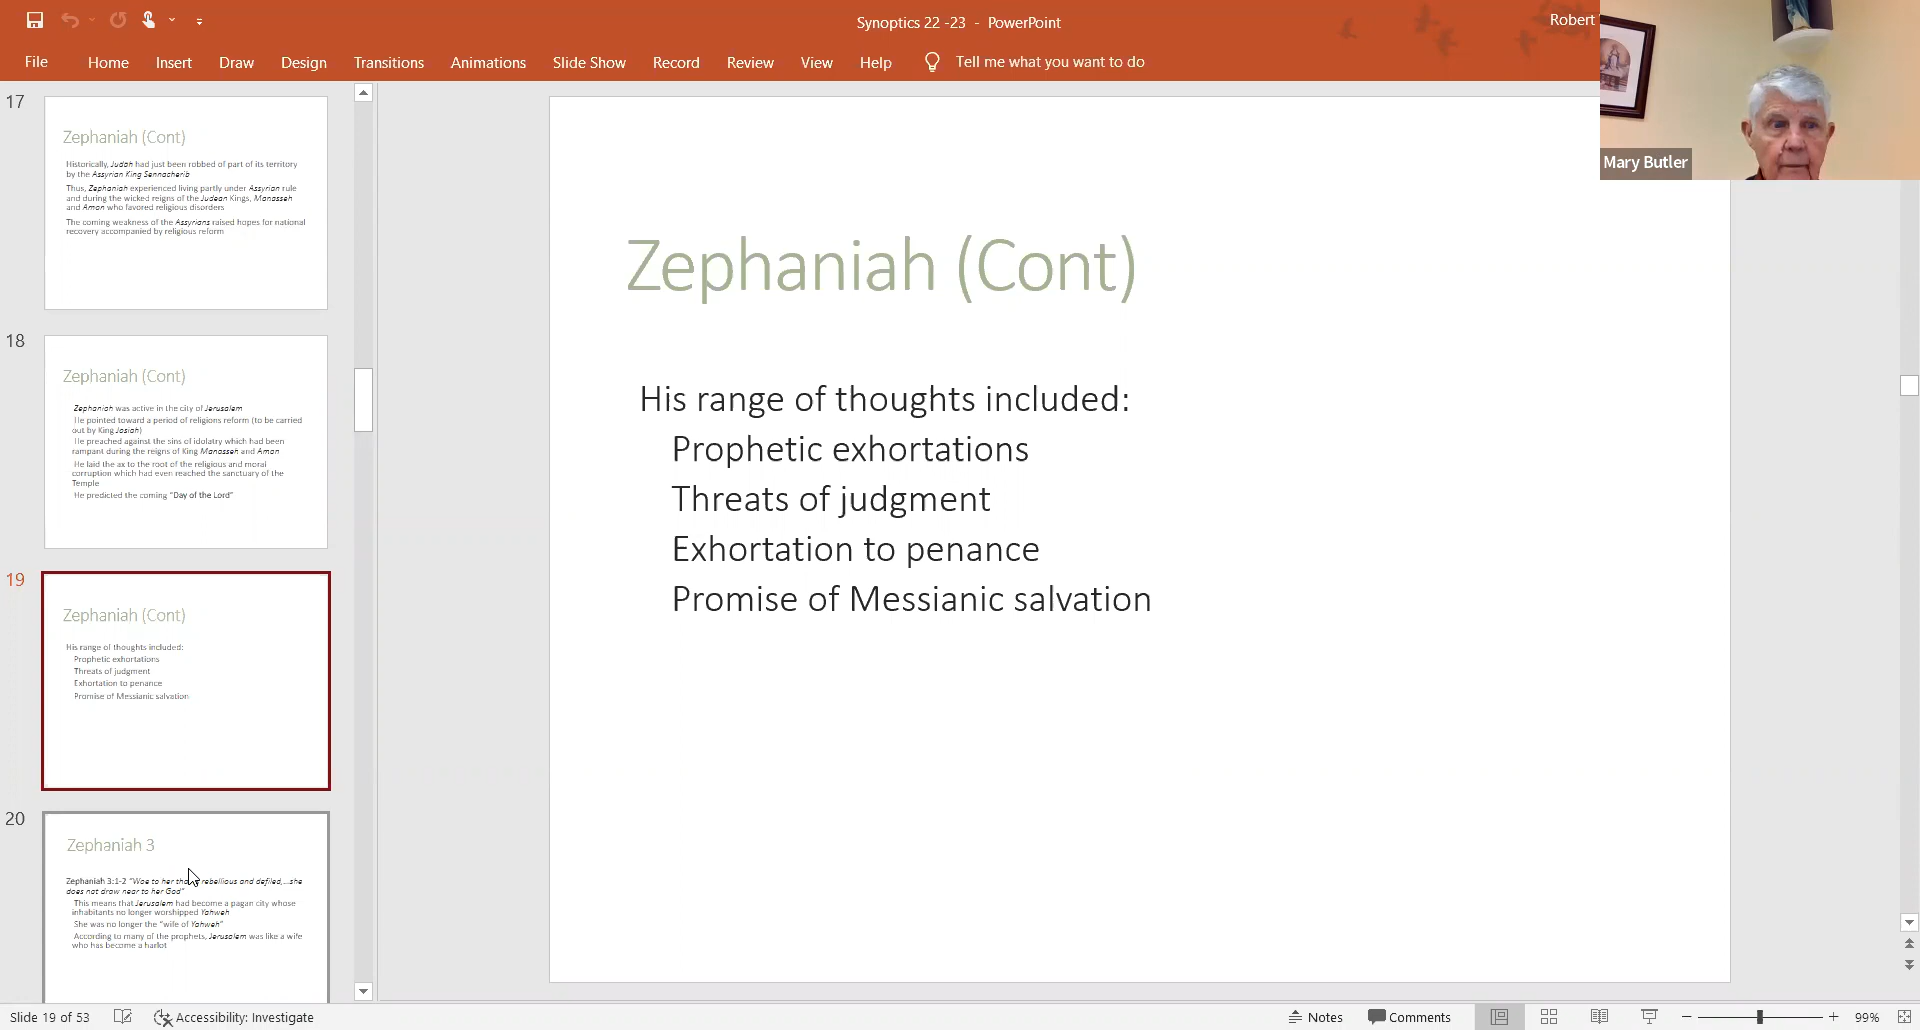 Synoptics 22 -23 - PowerPoint
Robert
File Home Insert Draw Design Transitions Animations Slide Show Record Review View Help Tell me what you want to do
Mary Butler
17
Zephaniah (Cont)
Historically, Judah had just been robbed of part of its territory
by the Assyrian King Sennacherib
Thus, Zephaniah experienced living partly under Assyrian rule
and during the wicked reigns of the Judean Kings, Manasseh
and Amon who favored religious disorders
The coming weakness of the Assyrians raised hopes for national
recovery accompanied by religious reform
18
Zephaniah (Cont)
Zephaniah was active in the city of Jerusalem
He pointed toward a period of religions reform (to be carried
out by King Josiah)
He preached against the sins of idolatry which had been
rampant during the reigns of King Manasseh and Amon
He laid the ax to the root of the religious and moral
corruption which had even reached the sanctuary of the
Temple
He predicted the coming "Day of the Lord"
19
Zephaniah (Cont)
His range of thoughts included:
Prophetic exhortations
Threats of judgment
Exhortation to penance
Promise of Messianic salvation
20
Zephaniah 3
Zephaniah 3:1-2 "Woe to her rebellious and defiled,...she
does not draw near to her God"
This means that Jerusalem had become a pagan city whose
inhabitants no longer worshipped Yahweh
She was no longer the "wife of Yahweh"
According to many of the prophets, Jerusalem was like a wife
who has become a harlot
Zephaniah (Cont)
His range of thoughts included:
Prophetic exhortations
Threats of judgment
Exhortation to penance
Promise of Messianic salvation
Slide 19 of 53 Accessibility: Investigate Notes Comments 99%